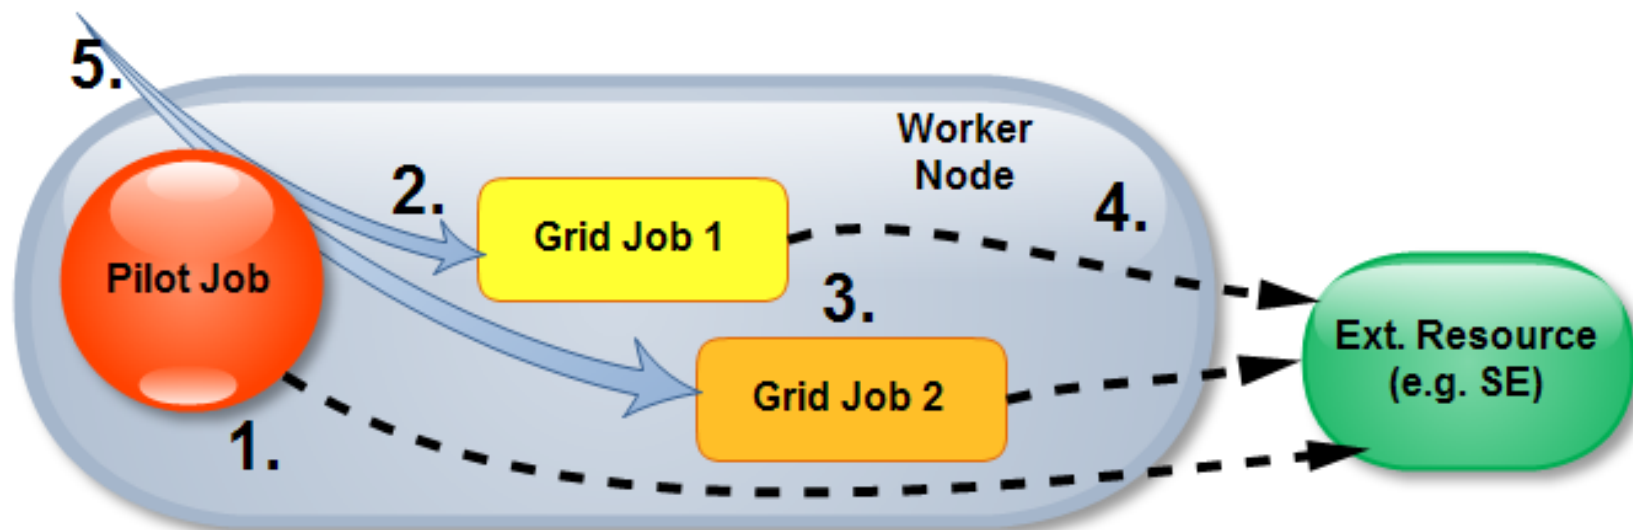 5.
Worker
Node
2.
4.
Grid Job 1
Pilot Job
3.
Ext. Resource
(e.g. SE)
Grid Job 2
1.